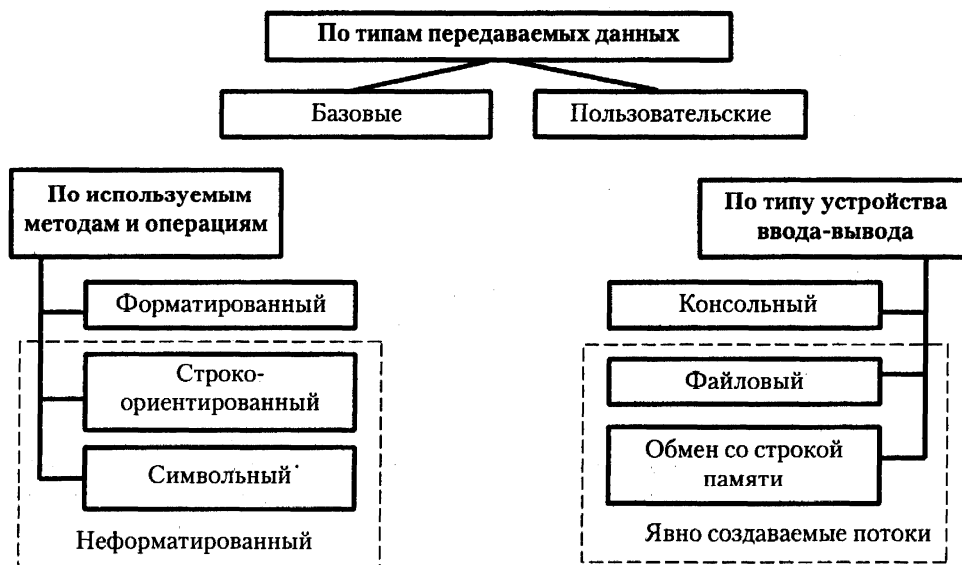 По типам передаваемых данных
Базовые
Пользовательские
По используемым
методам и операциям
Форматированный
Строко-
ориентированный
Символьный
Неформатированный
По типу устройства
ввода-вывода
Консольный
Файловый
Обмен со строкой
памяти
Явно создаваемые потоки